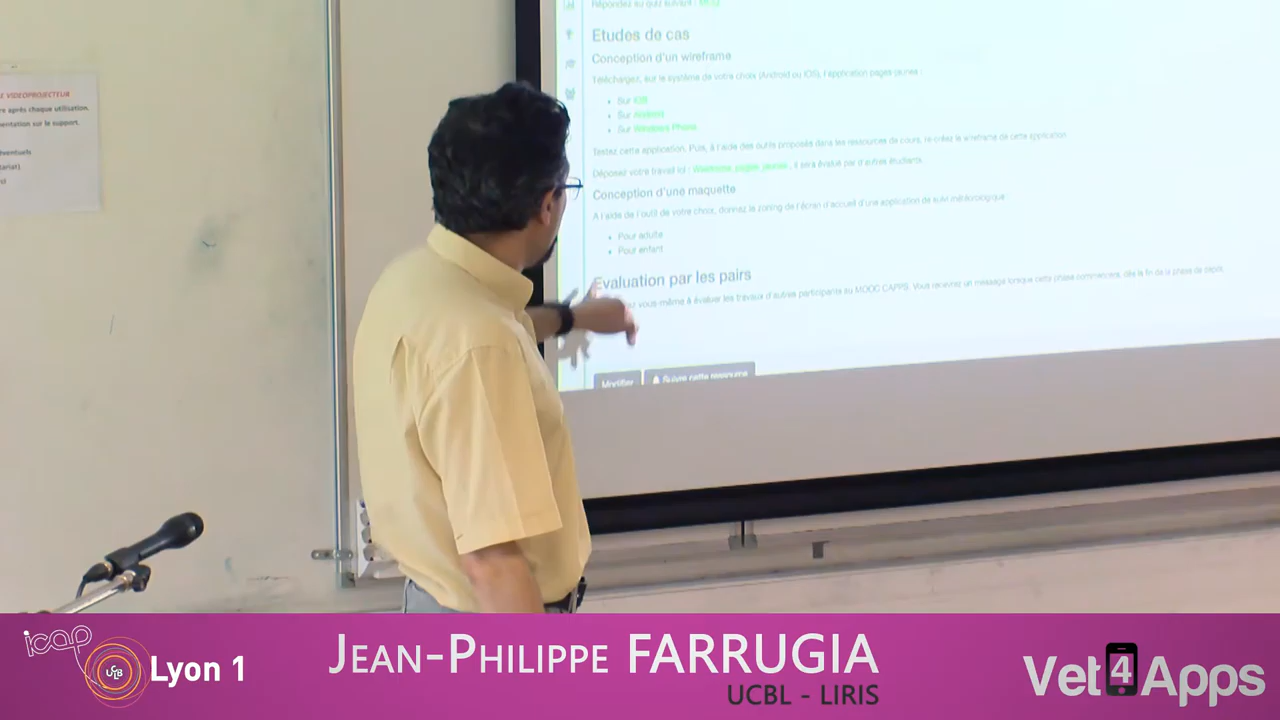 E VIDEOPROJECTEUR
re après chaque utilisation.
mentation sur le support.
éventuels
tariat)
Répondez au quiz suivant :
Etudes de cas
Conception d'un wireframe
Téléchargez, sur le système de votre choix (Android ou iOS), l'application pages jaunes :
Sur iOS
Sur Android
Sur Windows Phone
Testez cette application. Puis, à l'aide des outils proposés dans les ressources de cours, re-créez le wireframe de cette application.
Déposez votre travail ici : Wireframe pages jaunes, il sera évalué par d'autres étudiants
Conception d'une maquette
A l'aide de l'outil de votre choix, donnez le zoning de l'écran d'accueil d'une application de suivi météorologique
Pour adulte
Pour enfant
Evaluation par les pairs
ez vous-même à évaluer les travaux d'autres participants au MOOC CAPPS. Vous recevrez un message lorsque cette phase commencera, dès la fin de la phase de dépôt.
Modifier
Suivre cette ressource
icap
UCBL
Lyon 1
JEAN-PHILIPPE FARRUGIA
UCBL - LIRIS
Vet4Apps